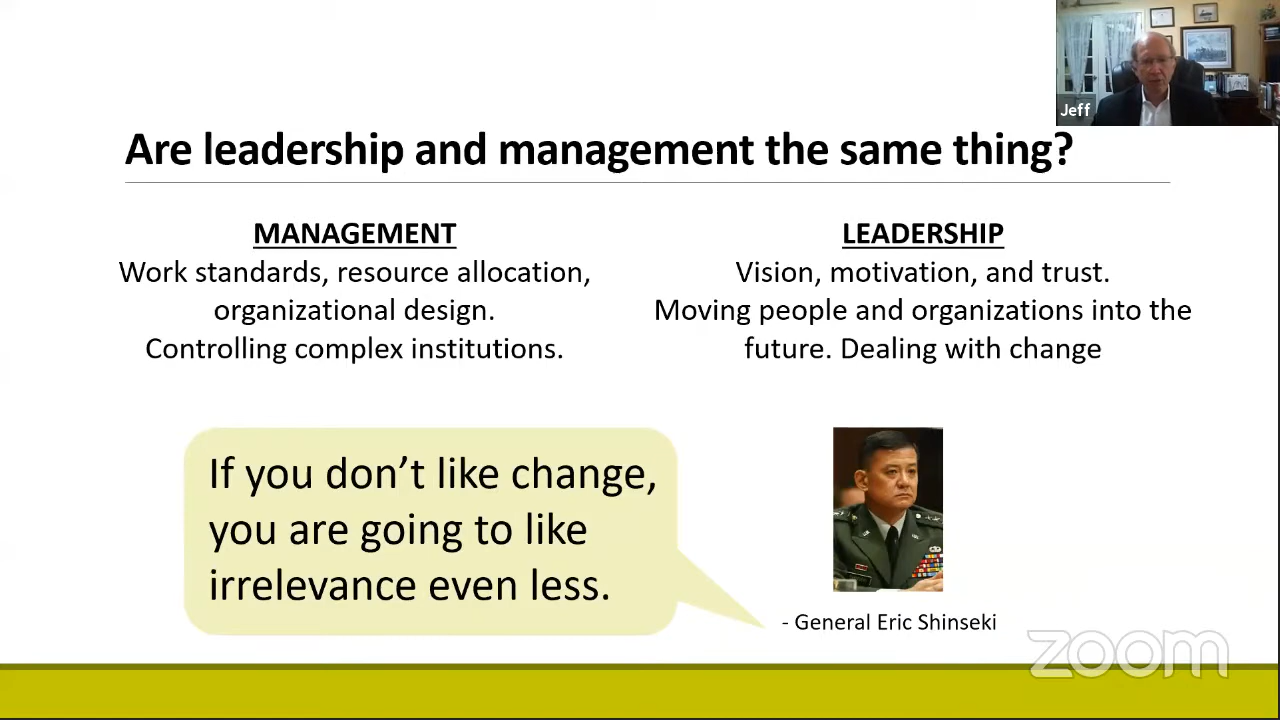 Jeff
Are leadership and management the same thing?
MANAGEMENT
Work standards, resource allocation,
organizational design.
Controlling complex institutions.
LEADERSHIP
Vision, motivation, and trust.
Moving people and organizations into the
future. Dealing with change
If you don’t like change,
you are going to like
irrelevance even less.
- General Eric Shinseki
zoom